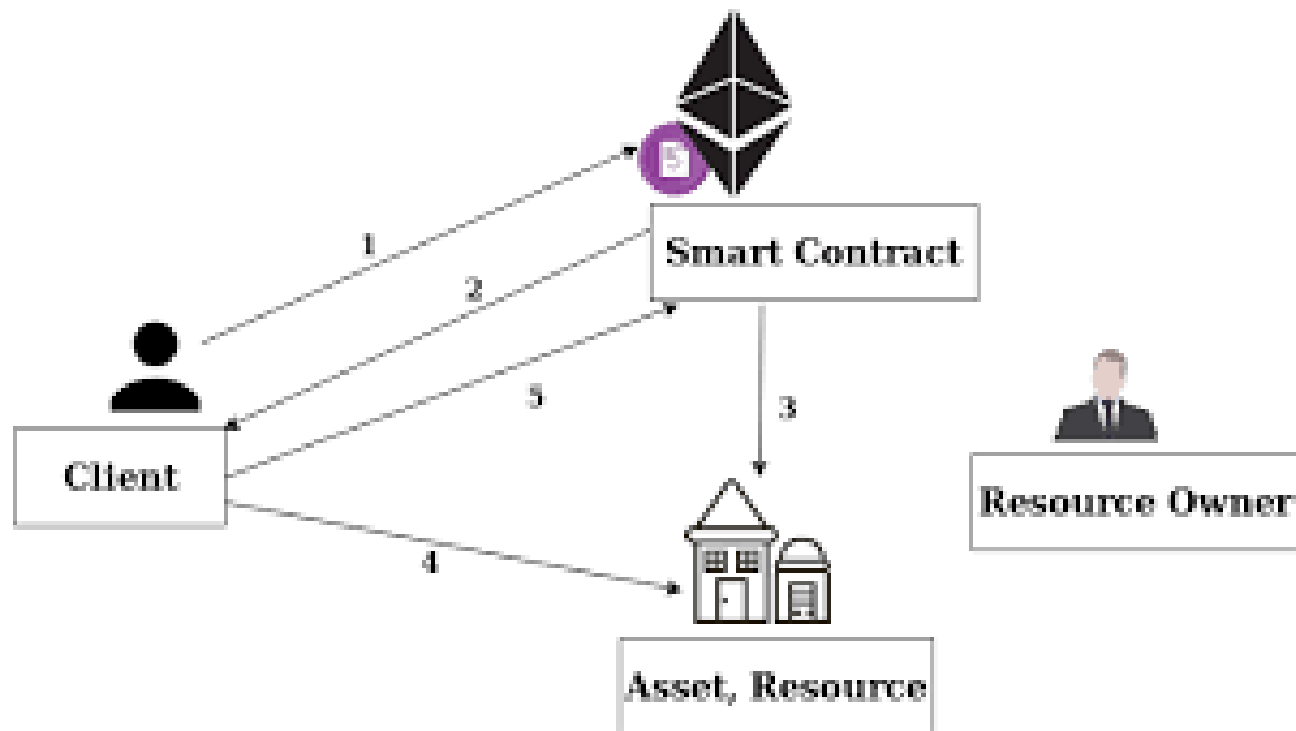 1
Smart Contract
2
5
3
Client
Resource Owner
4
Asset, Resource